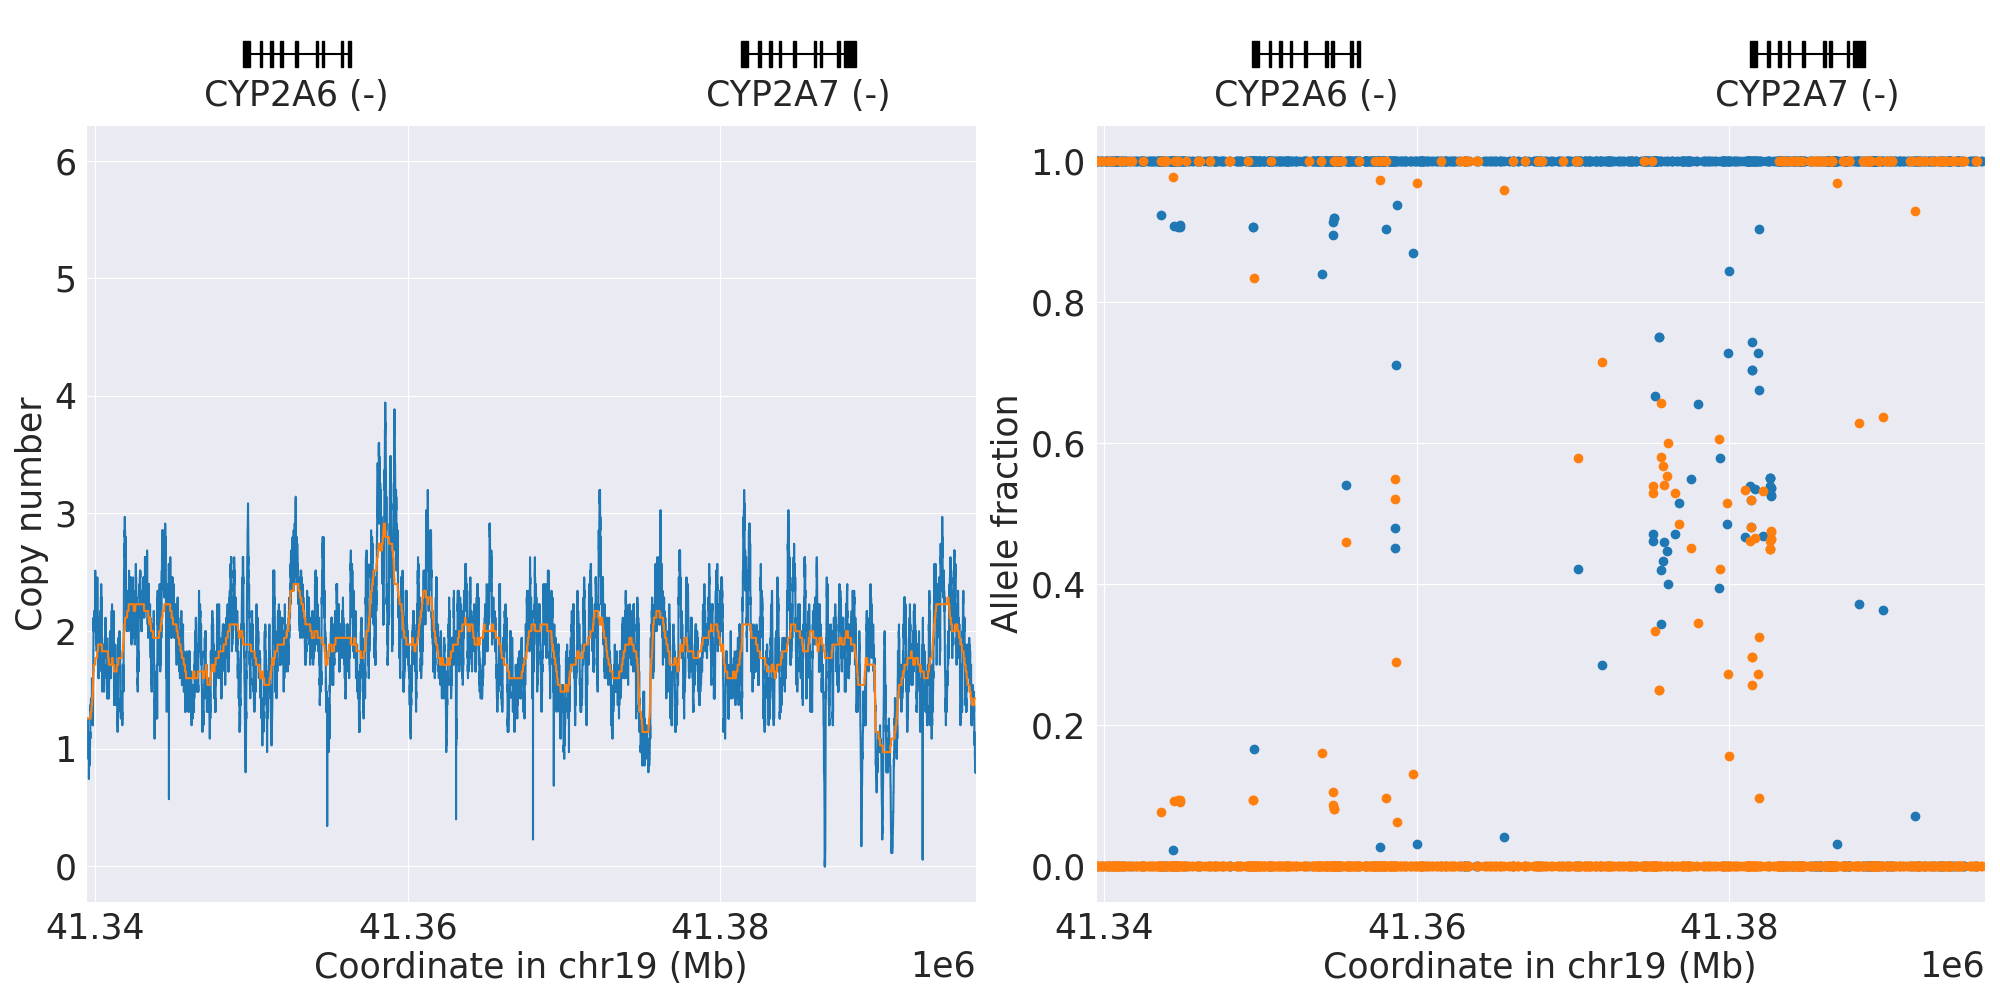 CYP2A6 (-)
CYP2A7 (-)
6
5
4
3
2
1
0
Copy number
41.34
41.36
41.38
Coordinate in chr19 (Mb)
1e6
CYP2A6 (-)
CYP2A7 (-)
1.0
0.8
0.6
0.4
0.2
0.0
Allele fraction
41.34
41.36
41.38
Coordinate in chr19 (Mb)
1e6